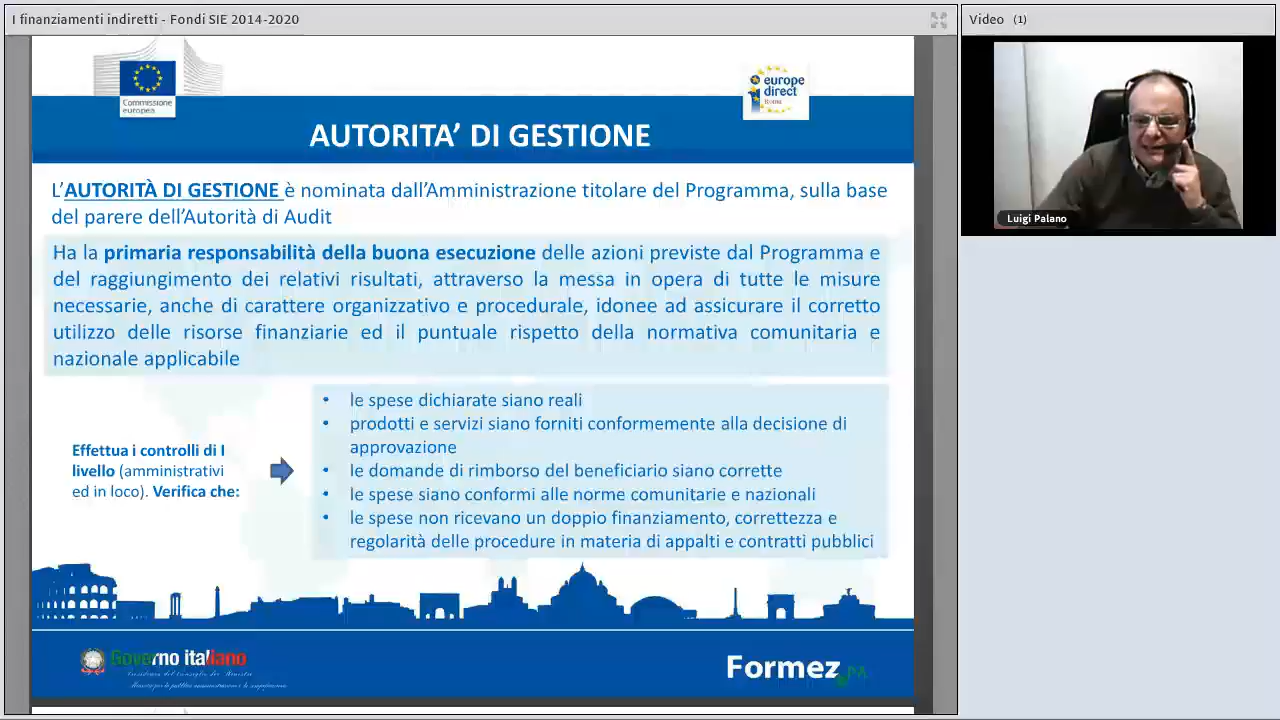 I finanziamenti indiretti - Fondi SIE 2014-2020
Video (1)
Commissione
europea
europe
direct
Roma
Luigi Palano
AUTORITA’ DI GESTIONE
L’AUTORITÀ DI GESTIONE è nominata dall’Amministrazione titolare del Programma, sulla base
del parere dell’Autorità di Audit
Ha la primaria responsabilità della buona esecuzione delle azioni previste dal Programma e
del raggiungimento dei relativi risultati, attraverso la messa in opera di tutte le misure
necessarie, anche di carattere organizzativo e procedurale, idonee ad assicurare il corretto
utilizzo delle risorse finanziarie ed il puntuale rispetto della normativa comunitaria e
nazionale applicabile
Effettua i controlli di I
livello (amministrativi
ed in loco). Verifica che:
• le spese dichiarate siano reali
• prodotti e servizi siano forniti conformemente alla decisione di
approvazione
• le domande di rimborso del beneficiario siano corrette
• le spese siano conformi alle norme comunitarie e nazionali
• le spese non ricevano un doppio finanziamento, correttezza e
regolarità delle procedure in materia di appalti e contratti pubblici
Governo italiano
Formez PA